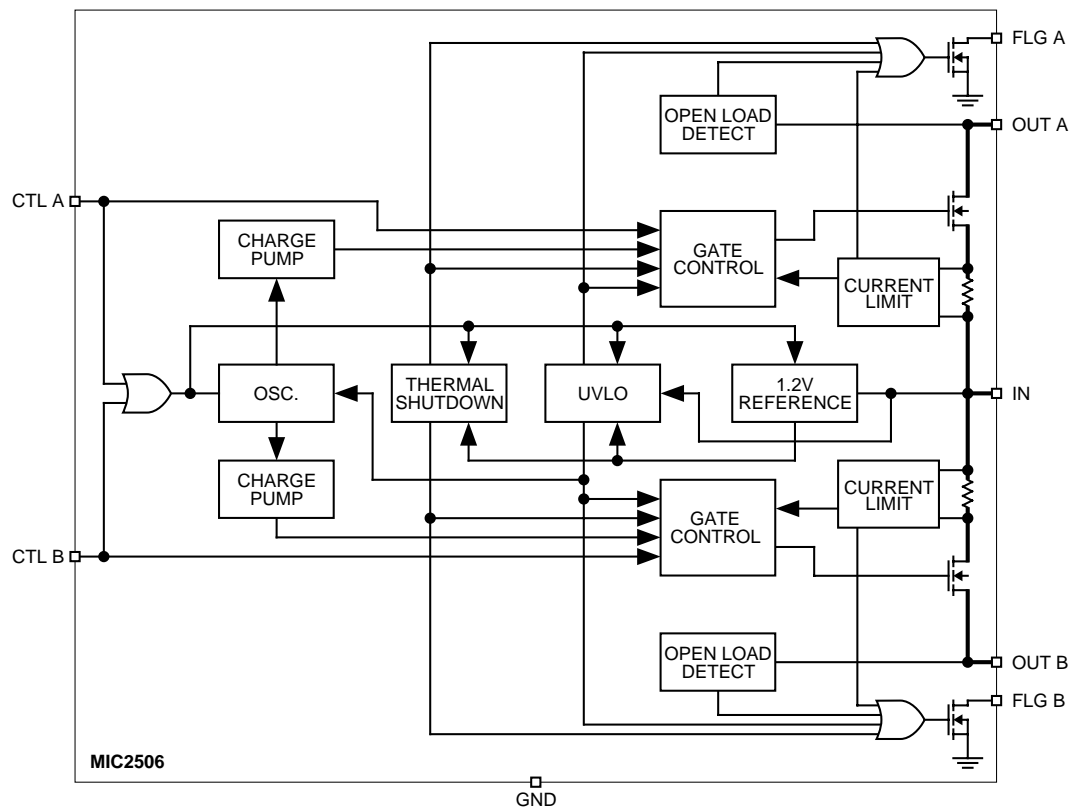 FLG A
OPEN LOAD
DETECT
OUT A
CTL A
CHARGE
PUMP
GATE
CONTROL
CURRENT
LIMIT
OSC.
THERMAL
SHUTDOWN
UVLO
1.2V
REFERENCE
IN
CHARGE
PUMP
CURRENT
LIMIT
GATE
CONTROL
CTL B
OPEN LOAD
DETECT
OUT B
FLG B
MIC2506
GND